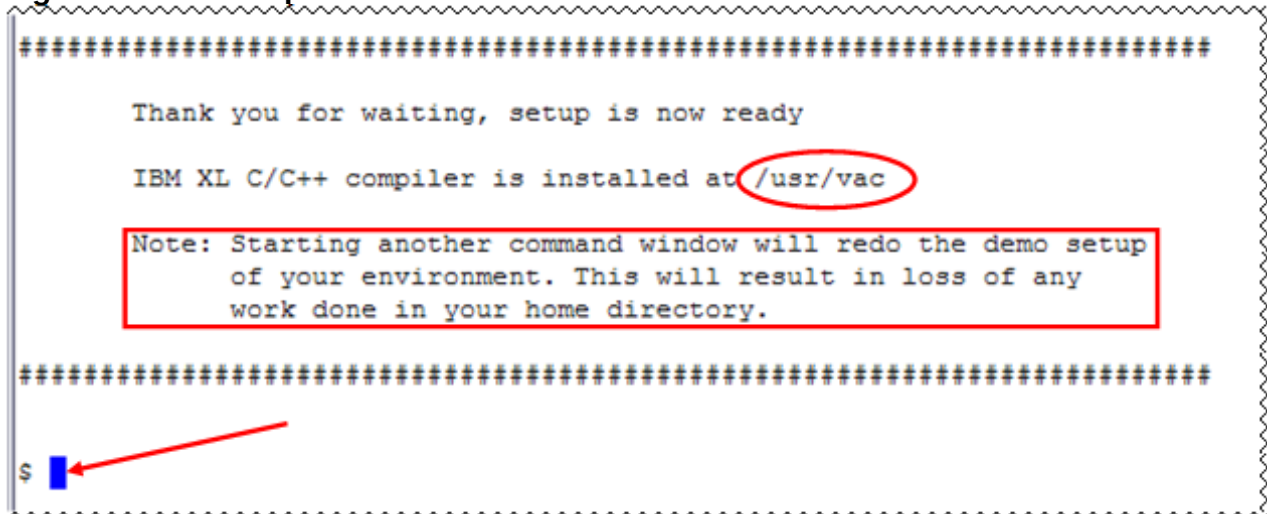 ##########################################################################
Thank you for waiting, setup is now ready
IBM XL C/C++ compiler is installed at /usr/vac
Note: Starting another command window will redo the demo setup
of your environment. This will result in loss of any
work done in your home directory.
##########################################################################
$